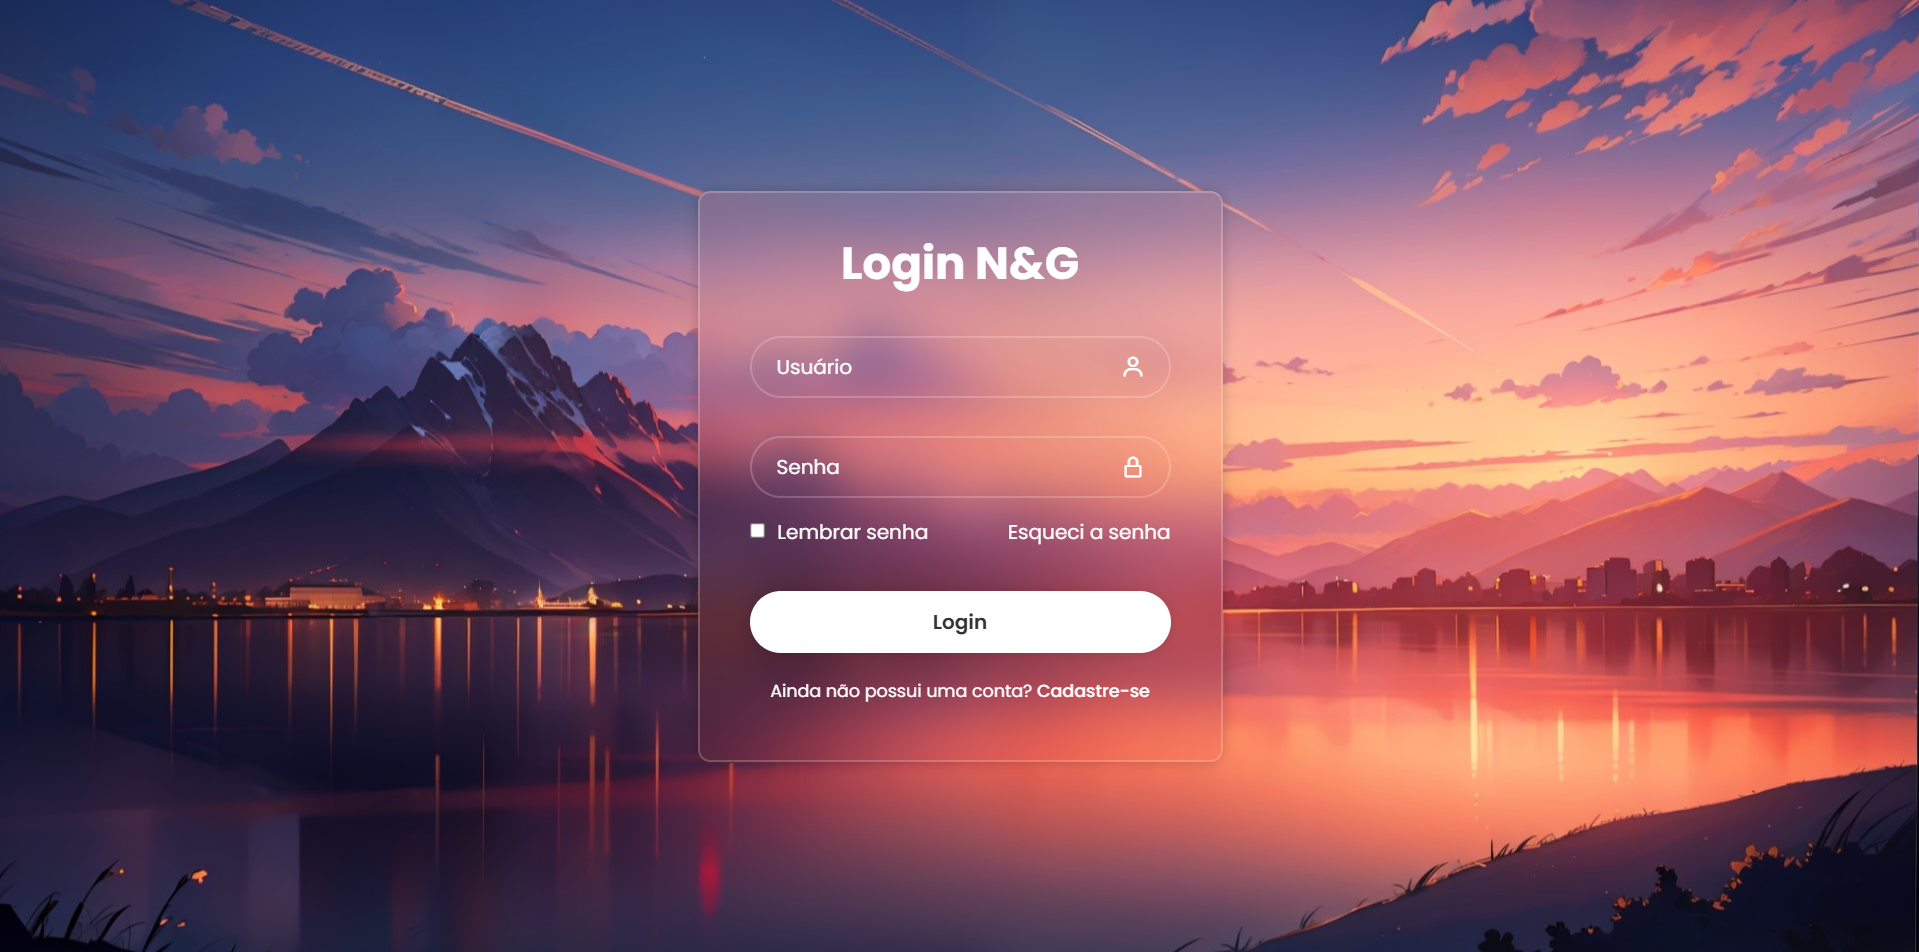 Login N&G
Usuário
Senha
Lembrar senha Esqueci a senha
Login
Ainda não possui uma conta? Cadastre-se